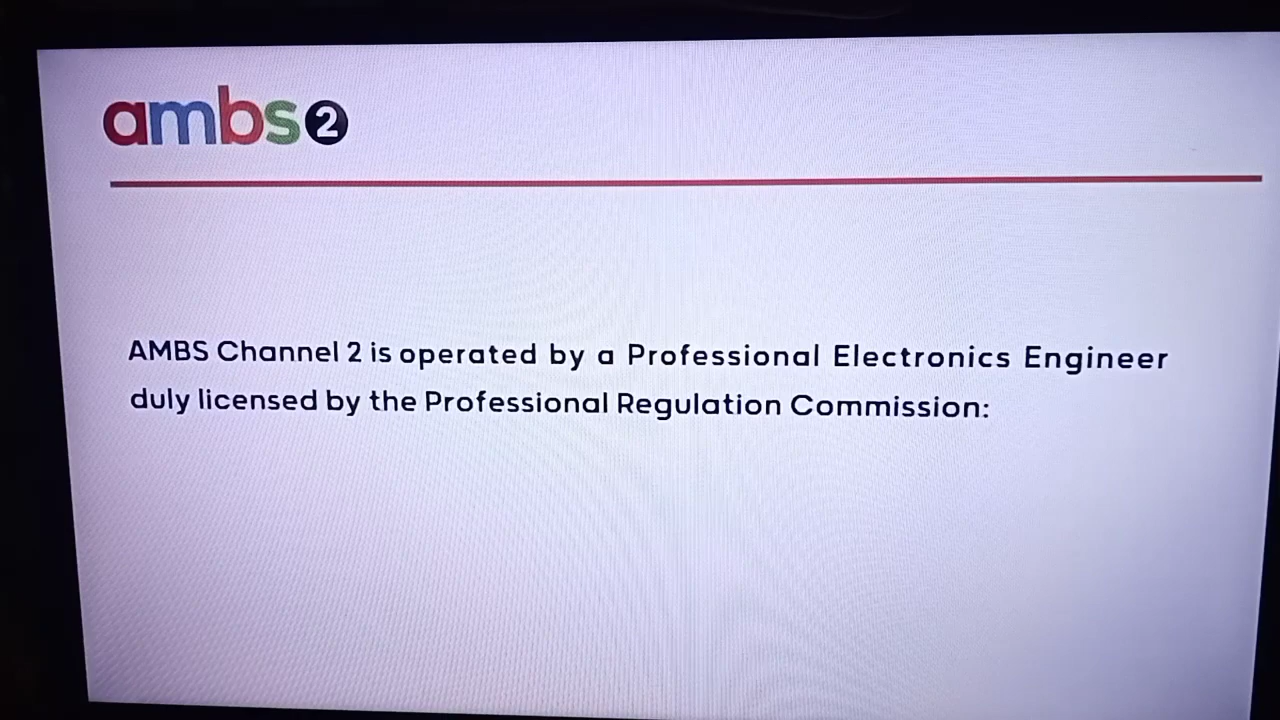 ambs2
AMBS Channel 2 is operated by a Professional Electronics Engineer
duly licensed by the Professional Regulation Commission: